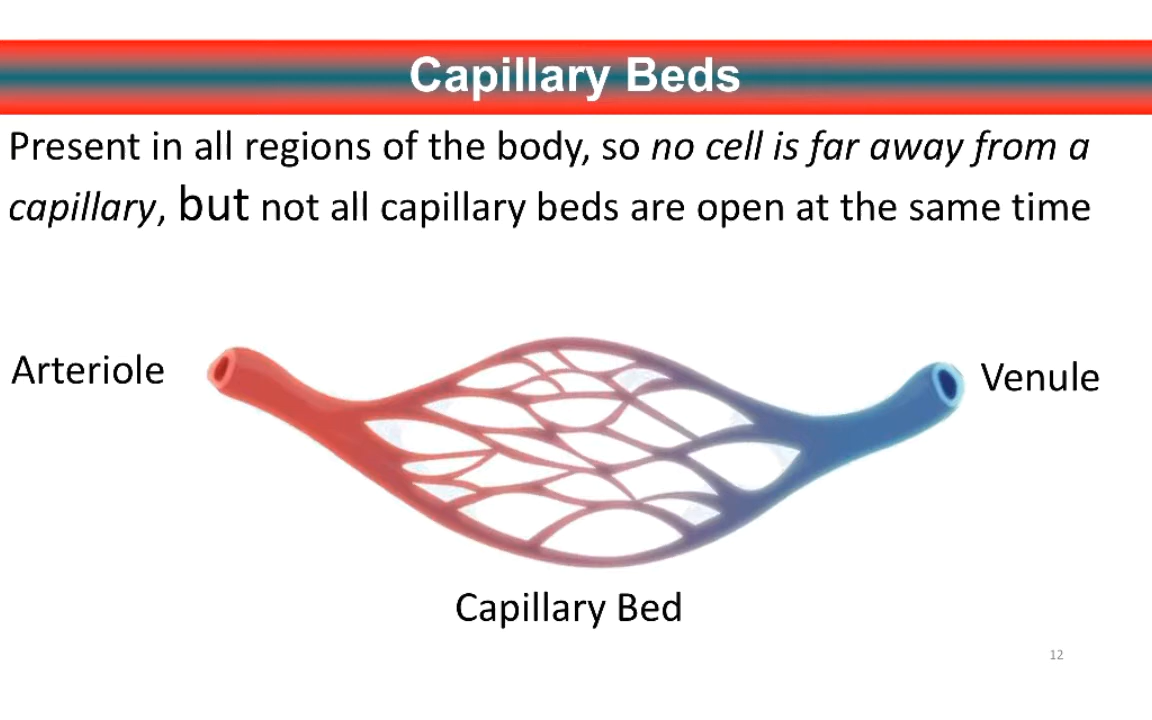 Capillary Beds
Present in all regions of the body, so no cell is far away from a
capillary, but not all capillary beds are open at the same time
Arteriole
Venule
Capillary Bed
12